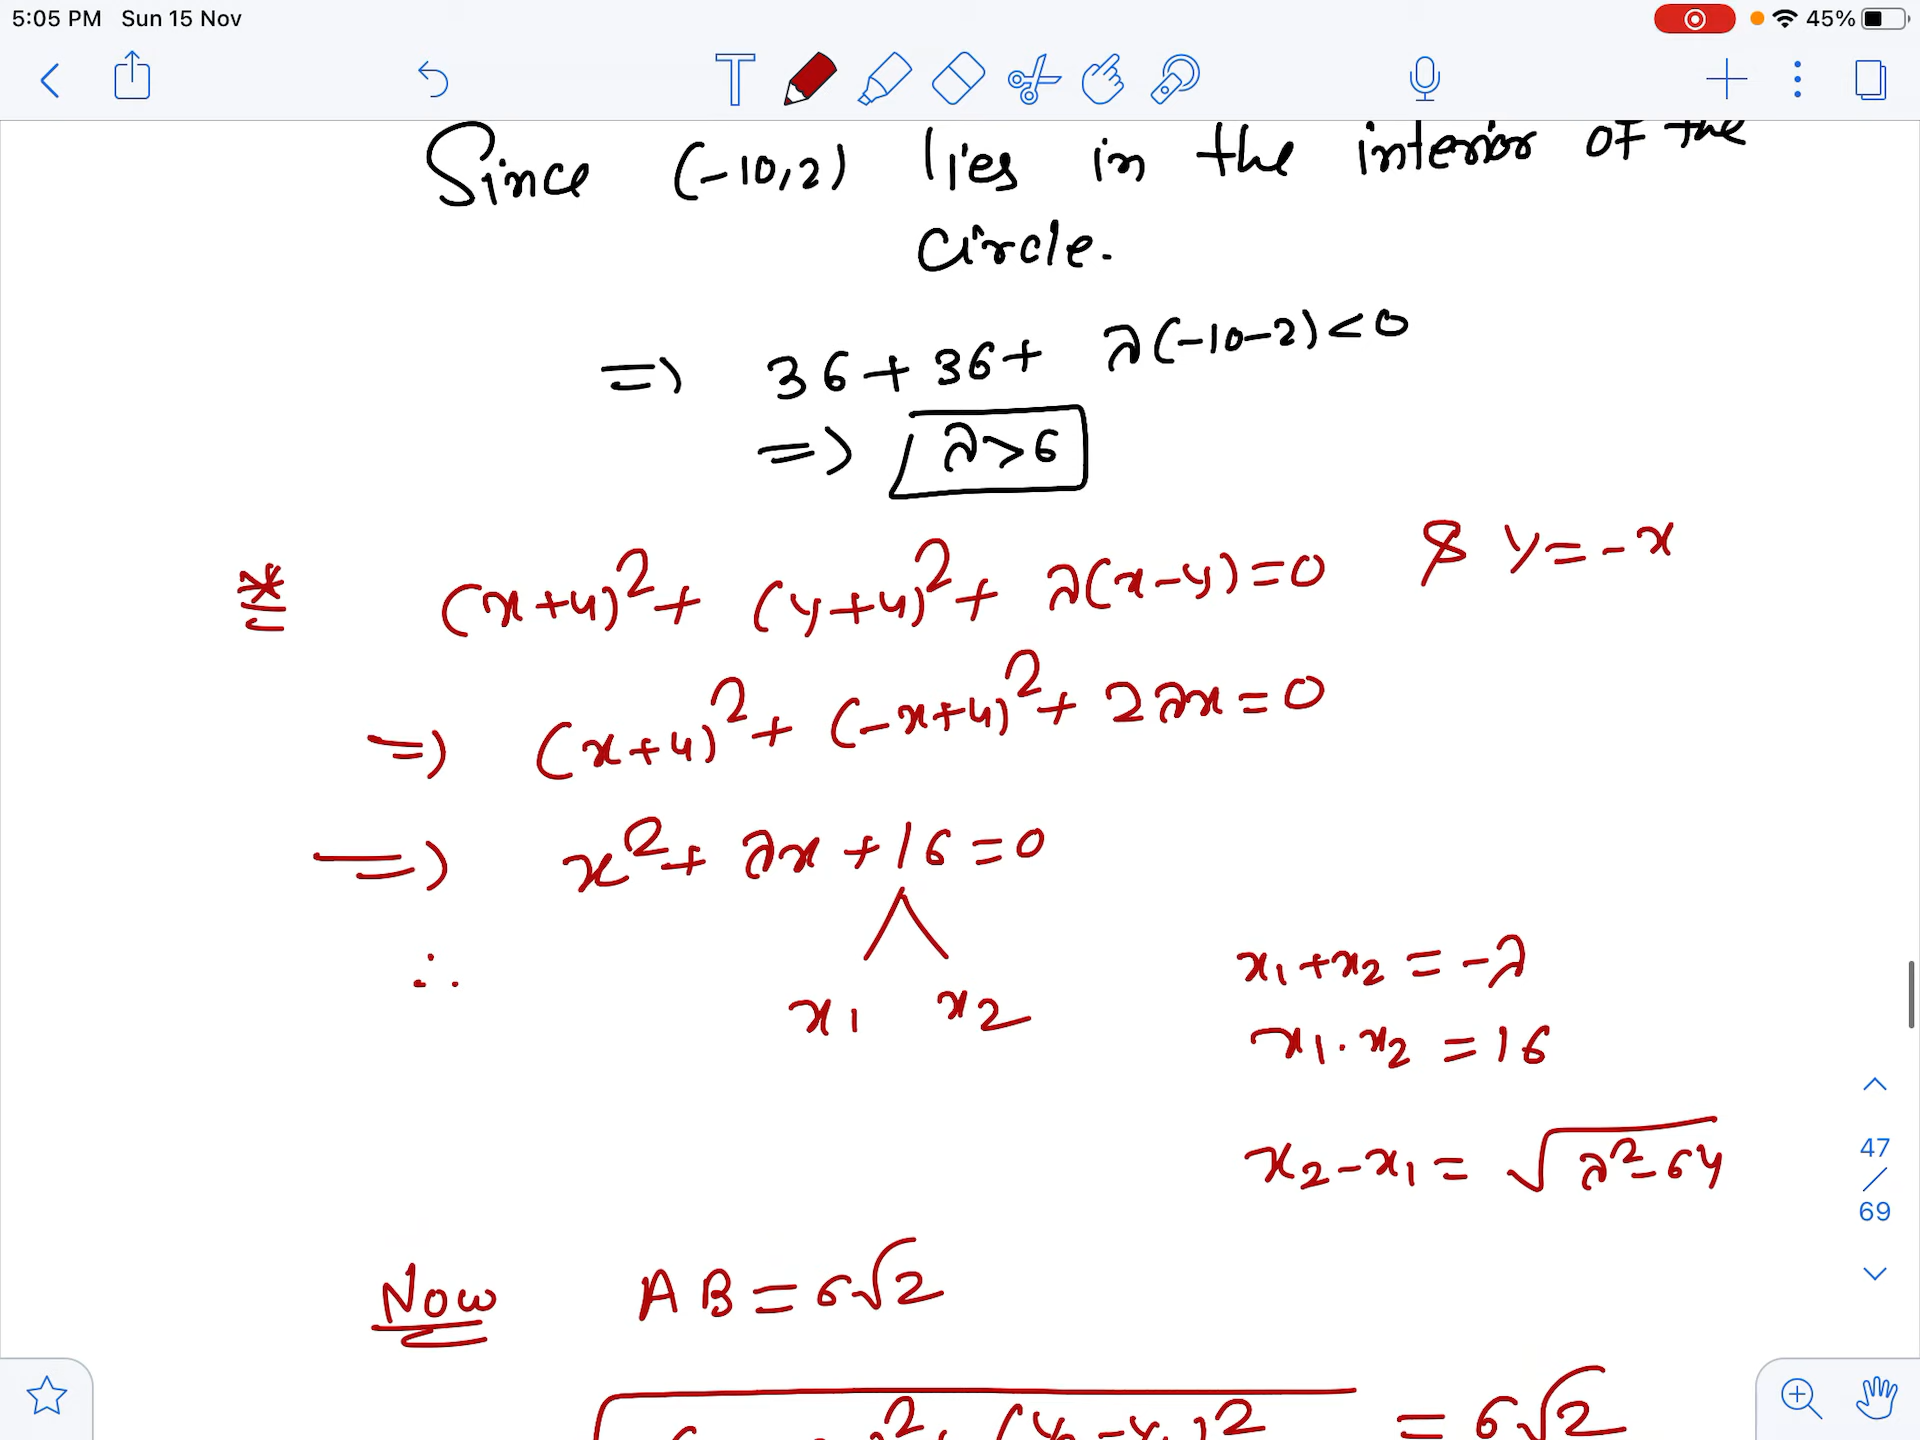 5:05 PM Sun 15 Nov 45%
T
Since (-10,2) lies in the interior of the
circle.
=> 36+36+ λ(-10-2)<0
=> λ>6
* (x+4)²+ (y+4)²+ λ(x-y)=0 & y=-x
=> (x+4)²+ (-x+4)²+ 2λx=0
=> x²+ λx+16=0
∴ x₁ x₂
x₁+x₂ = -λ
x₁.x₂ = 16
x₂-x₁ = √(λ²-64)
47
/
69
Now AB=6√2
= 6√2